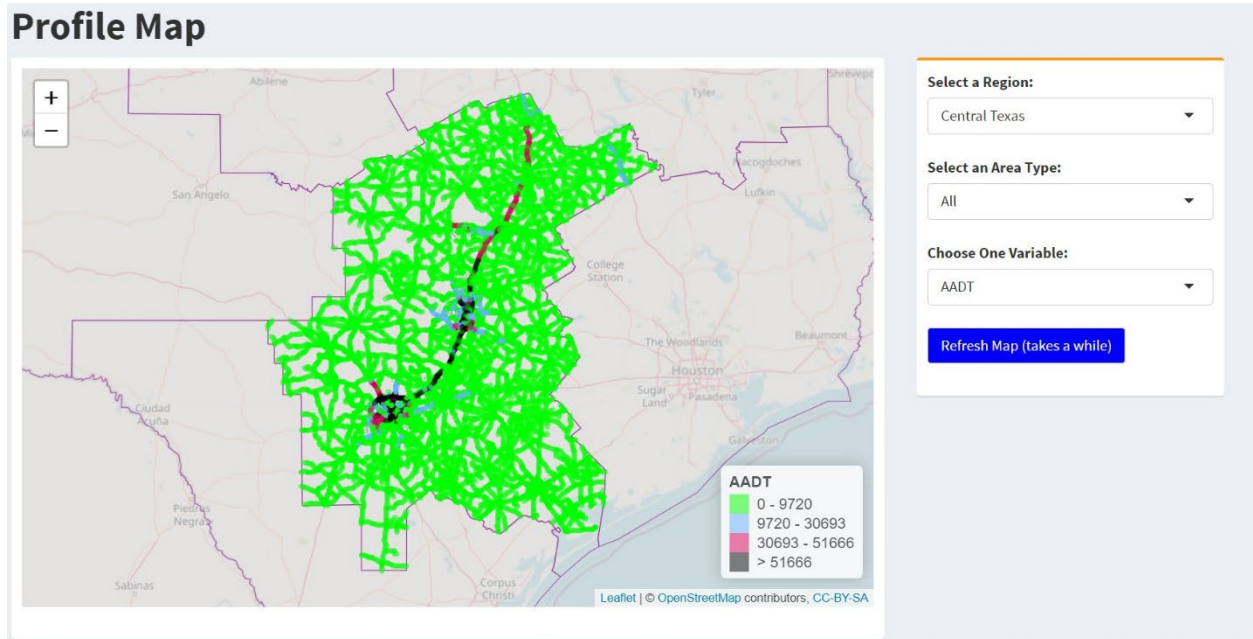 Profile Map
+
−
Abilene
Tyler
Shrevep
San Angelo
Nacogdoches
Lufkin
College
Station
The Woodlands
Beaumont
Houston
Sugar
Land
Pasadena
Galveston
Ciudad
Acuña
Piedras
Negras
Sabinas
Corpus
Christi
AADT
0 - 9720
9720 - 30693
30693 - 51666
> 51666
Leaflet | © OpenStreetMap contributors, CC-BY-SA
Select a Region:
Central Texas
Select an Area Type:
All
Choose One Variable:
AADT
Refresh Map (takes a while)